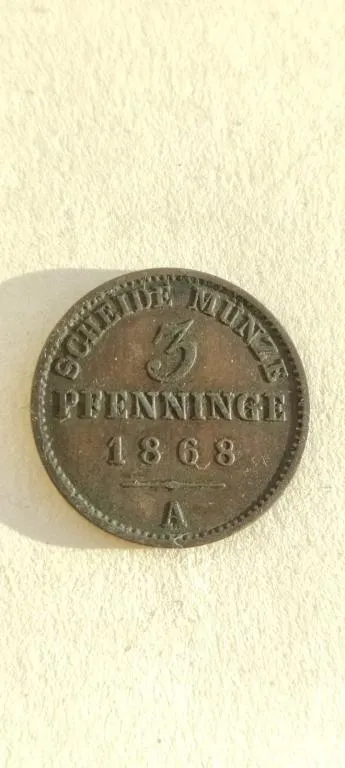 SCHEIDE MÜNZE
3
PFENNINGE
1868
A